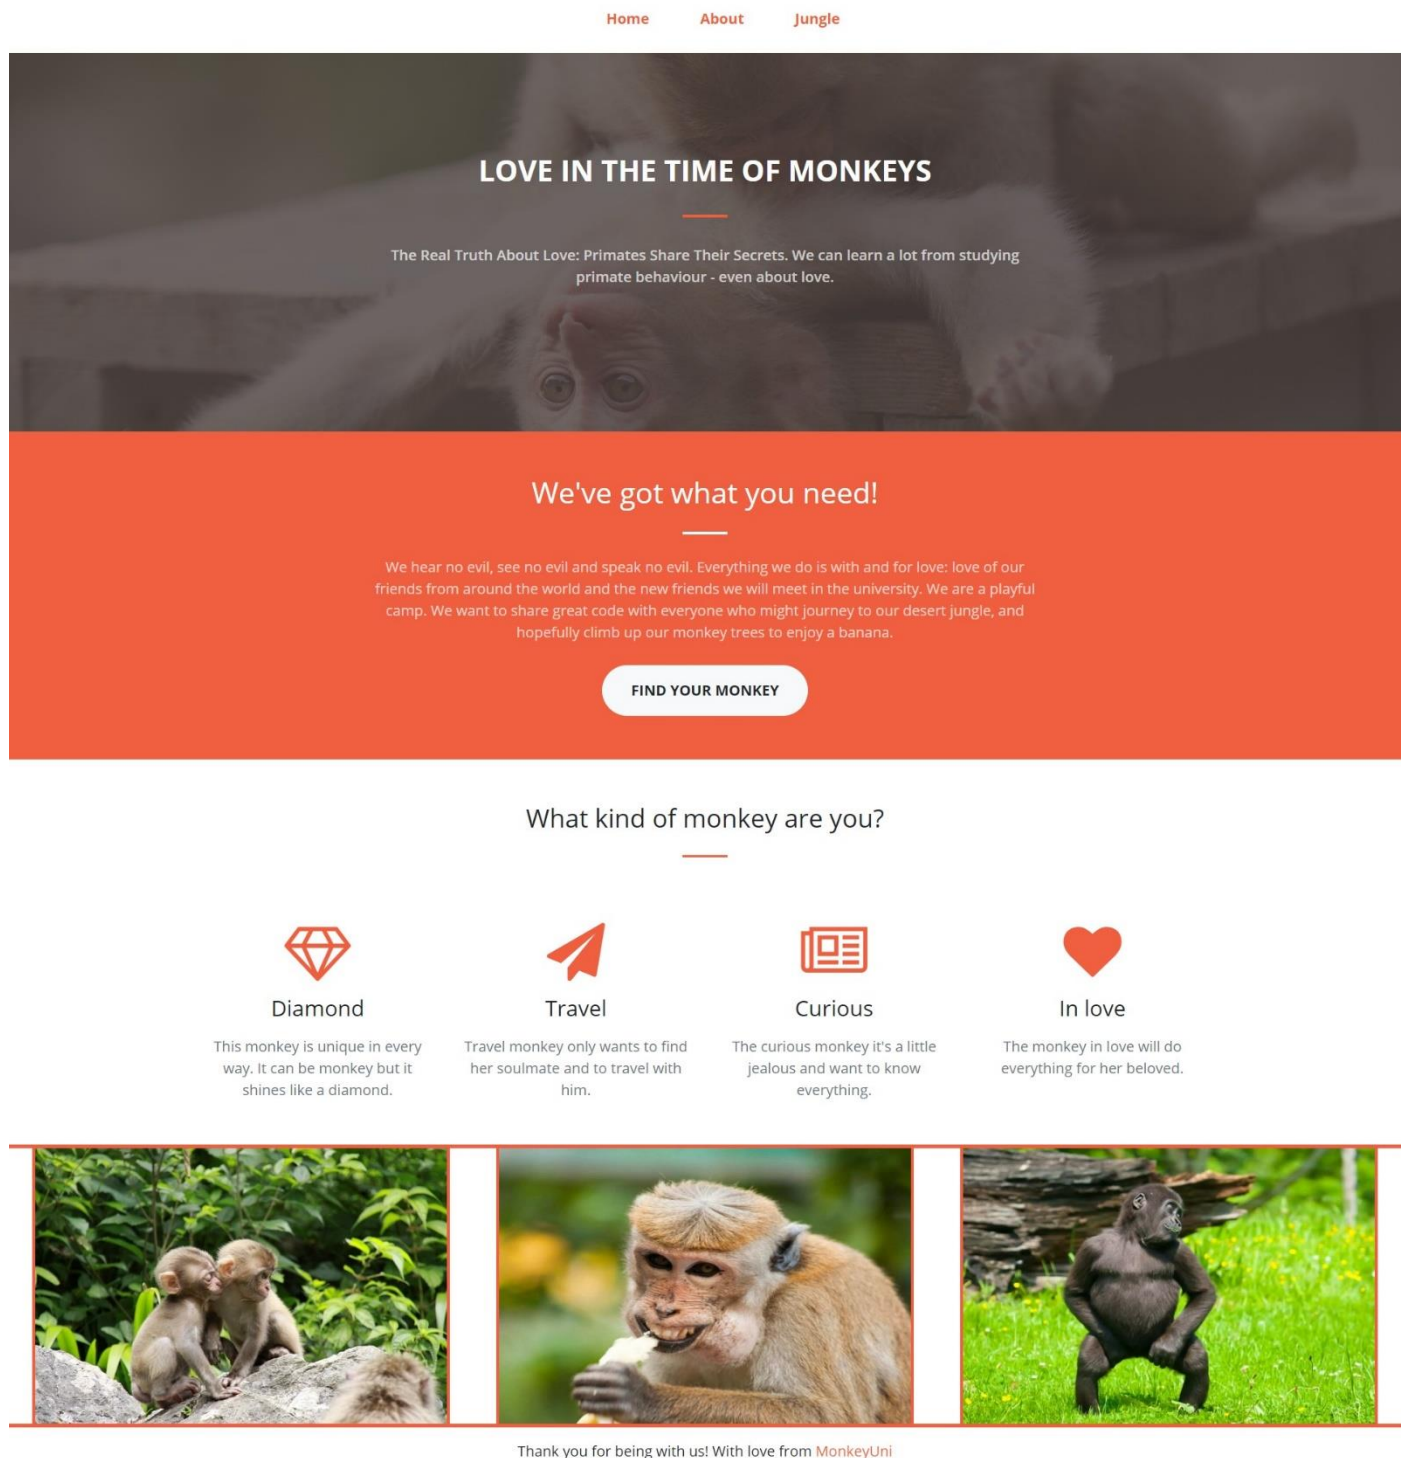 Home About Jungle
LOVE IN THE TIME OF MONKEYS
The Real Truth About Love: Primates Share Their Secrets. We can learn a lot from studying
primate behaviour - even about love.
We've got what you need!
We hear no evil, see no evil and speak no evil. Everything we do is with and for love: love of our
friends from around the world and the new friends we will meet in the university. We are a playful
camp. We want to share great code with everyone who might journey to our desert jungle, and
hopefully climb up our monkey trees to enjoy a banana.
FIND YOUR MONKEY
What kind of monkey are you?
Diamond
This monkey is unique in every
way. It can be monkey but it
shines like a diamond.
Travel
Travel monkey only wants to find
her soulmate and to travel with
him.
Curious
The curious monkey it's a little
jealous and want to know
everything.
In love
The monkey in love will do
everything for her beloved.
Thank you for being with us! With love from MonkeyUni